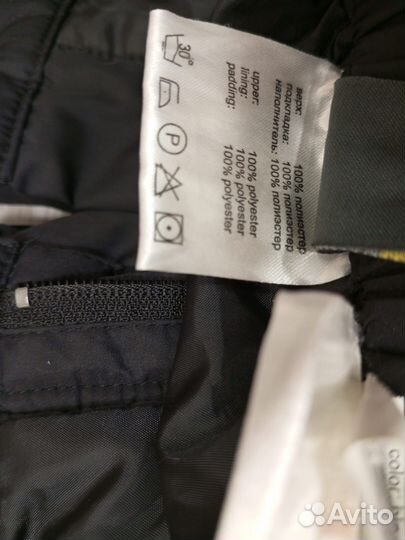 30°
P
upper: 100% polyester
lining: 100% polyester
padding: 100% polyester
верх: 100% полиэстер
подкладка: 100% полиэстер
наполнитель: 100% полиэстер
color:
Avito